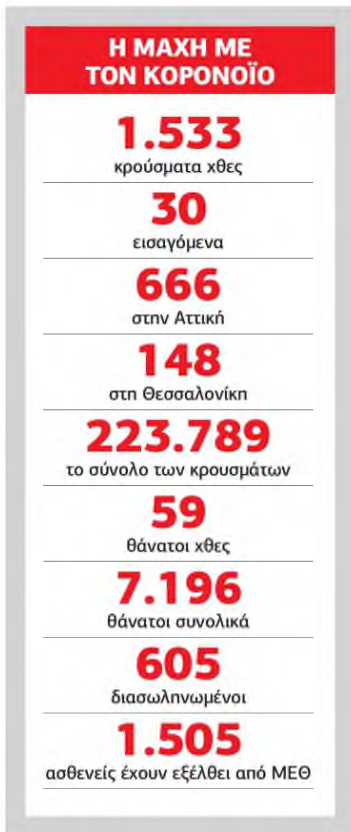 Η ΜΑΧΗ ΜΕ
ΤΟΝ ΚΟΡΟΝΟΪΟ
1.533
κρούσματα χθες
30
εισαγόμενα
666
στην Αττική
148
στη Θεσσαλονίκη
223.789
το σύνολο των κρουσμάτων
59
θάνατοι χθες
7.196
θάνατοι συνολικά
605
διασωληνωμένοι
1.505
ασθενείς έχουν εξέλθει από ΜΕΘ